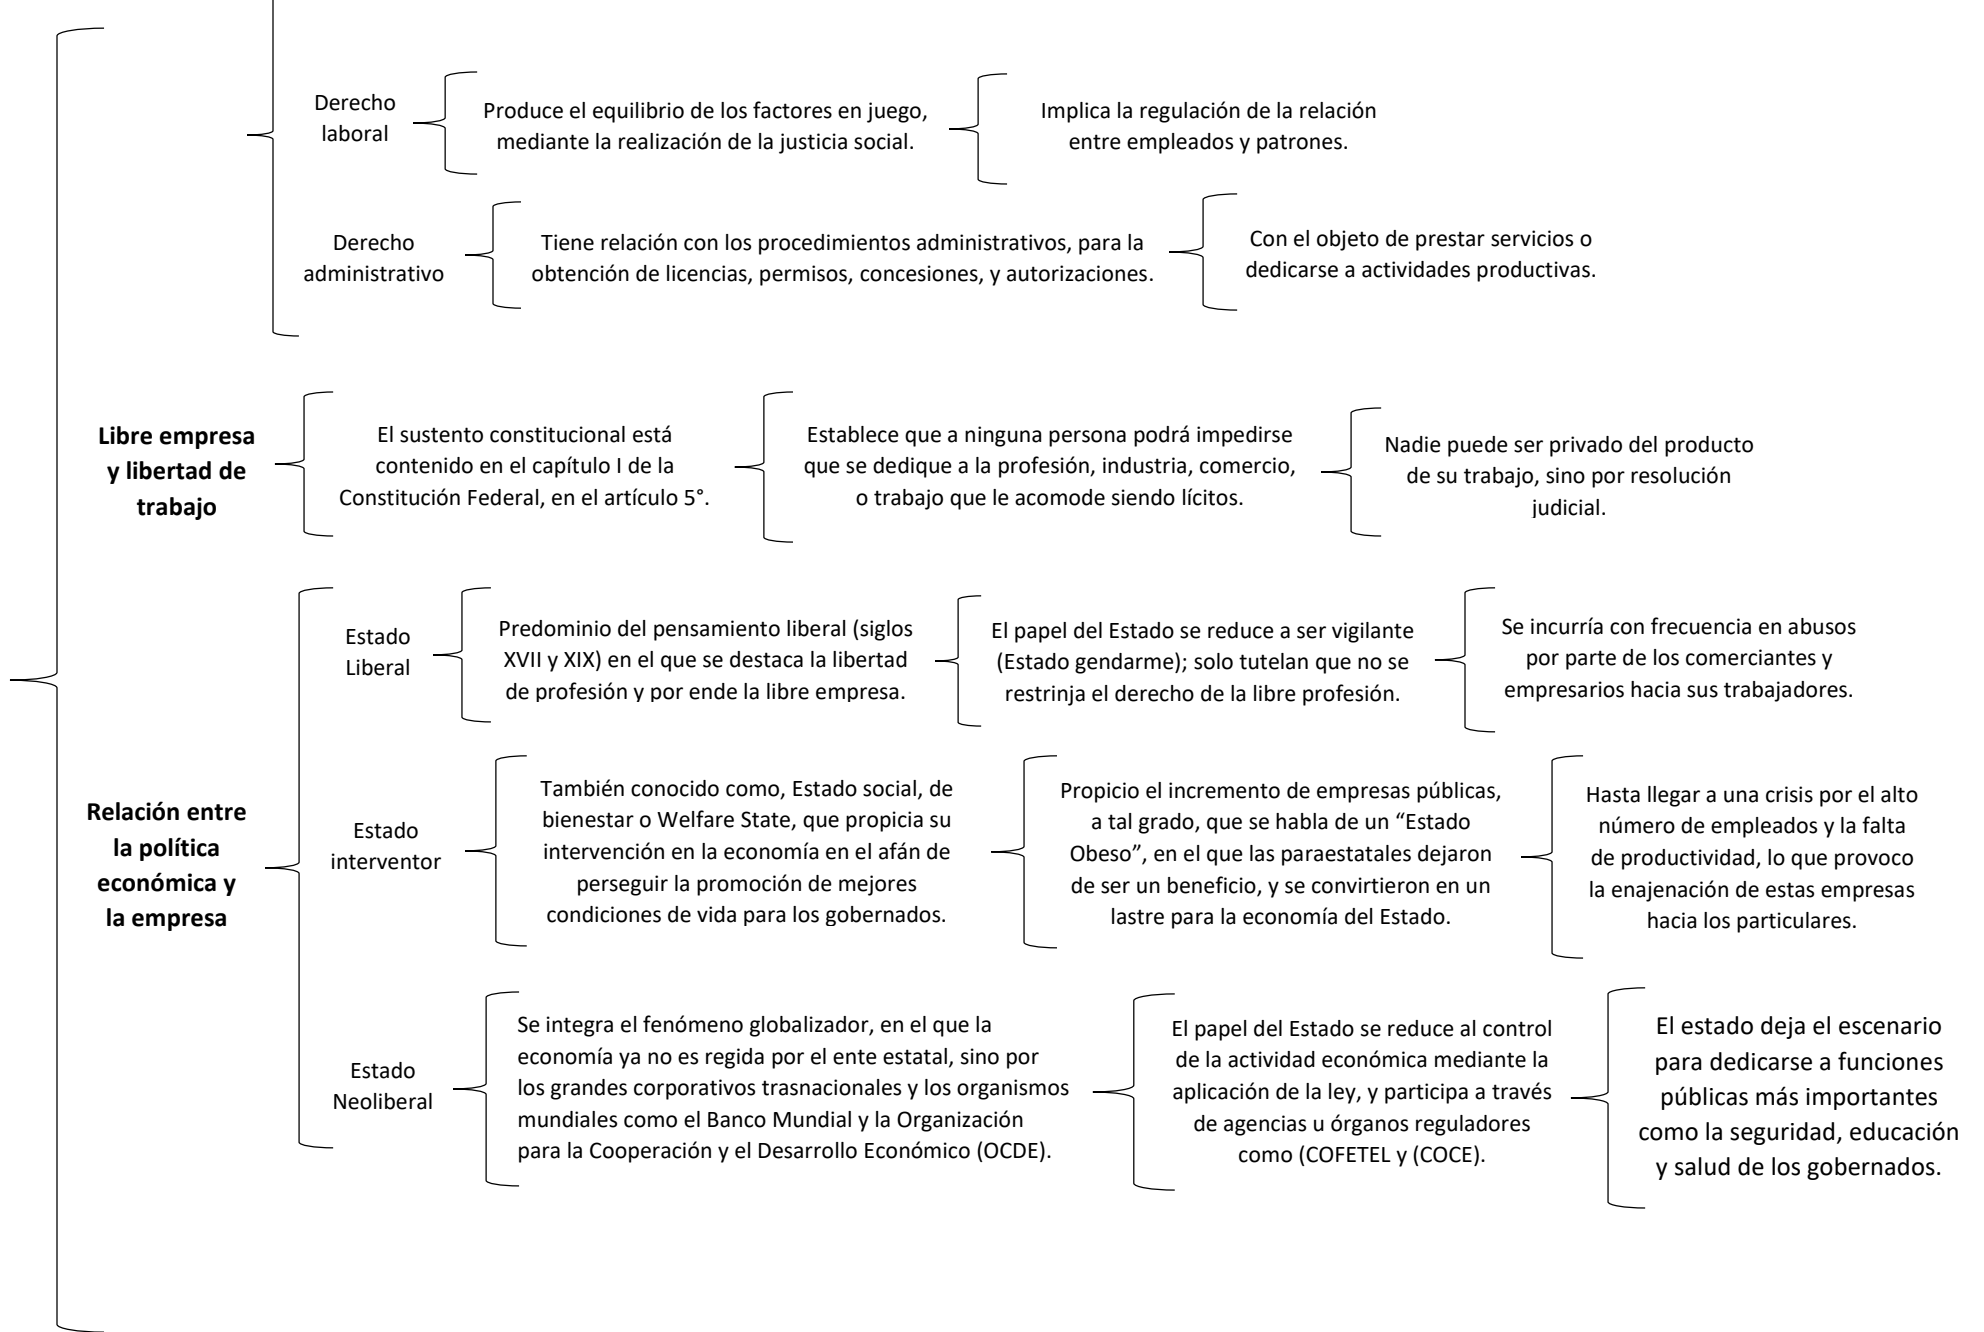 Derecho
laboral
Produce el equilibrio de los factores en juego,
mediante la realización de la justicia social.
Implica la regulación de la relación
entre empleados y patrones.
Derecho
administrativo
Tiene relación con los procedimientos administrativos, para la
obtención de licencias, permisos, concesiones, y autorizaciones.
Con el objeto de prestar servicios o
dedicarse a actividades productivas.
Libre empresa
y libertad de
trabajo
El sustento constitucional está
contenido en el capítulo I de la
Constitución Federal, en el artículo 5°.
Establece que a ninguna persona podrá impedirse
que se dedique a la profesión, industria, comercio,
o trabajo que le acomode siendo lícitos.
Nadie puede ser privado del producto
de su trabajo, sino por resolución
judicial.
Relación entre
la política
económica y
la empresa
Estado
Liberal
Predominio del pensamiento liberal (siglos
XVII y XIX) en el que se destaca la libertad
de profesión y por ende la libre empresa.
El papel del Estado se reduce a ser vigilante
(Estado gendarme); solo tutelan que no se
restrinja el derecho de la libre profesión.
Se incurría con frecuencia en abusos
por parte de los comerciantes y
empresarios hacia sus trabajadores.
Estado
interventor
También conocido como, Estado social, de
bienestar o Welfare State, que propicia su
intervención en la economía en el afán de
perseguir la promoción de mejores
condiciones de vida para los gobernados.
Propicio el incremento de empresas públicas,
a tal grado, que se habla de un “Estado
Obeso”, en el que las paraestatales dejaron
de ser un beneficio, y se convirtieron en un
lastre para la economía del Estado.
Hasta llegar a una crisis por el alto
número de empleados y la falta
de productividad, lo que provoco
la enajenación de estas empresas
hacia los particulares.
Estado
Neoliberal
Se integra el fenómeno globalizador, en el que la
economía ya no es regida por el ente estatal, sino por
los grandes corporativos trasnacionales y los organismos
mundiales como el Banco Mundial y la Organización
para la Cooperación y el Desarrollo Económico (OCDE).
El papel del Estado se reduce al control
de la actividad económica mediante la
aplicación de la ley, y participa a través
de agencias u órganos reguladores
como (COFETEL y (COCE).
El estado deja el escenario
para dedicarse a funciones
públicas más importantes
como la seguridad, educación
y salud de los gobernados.